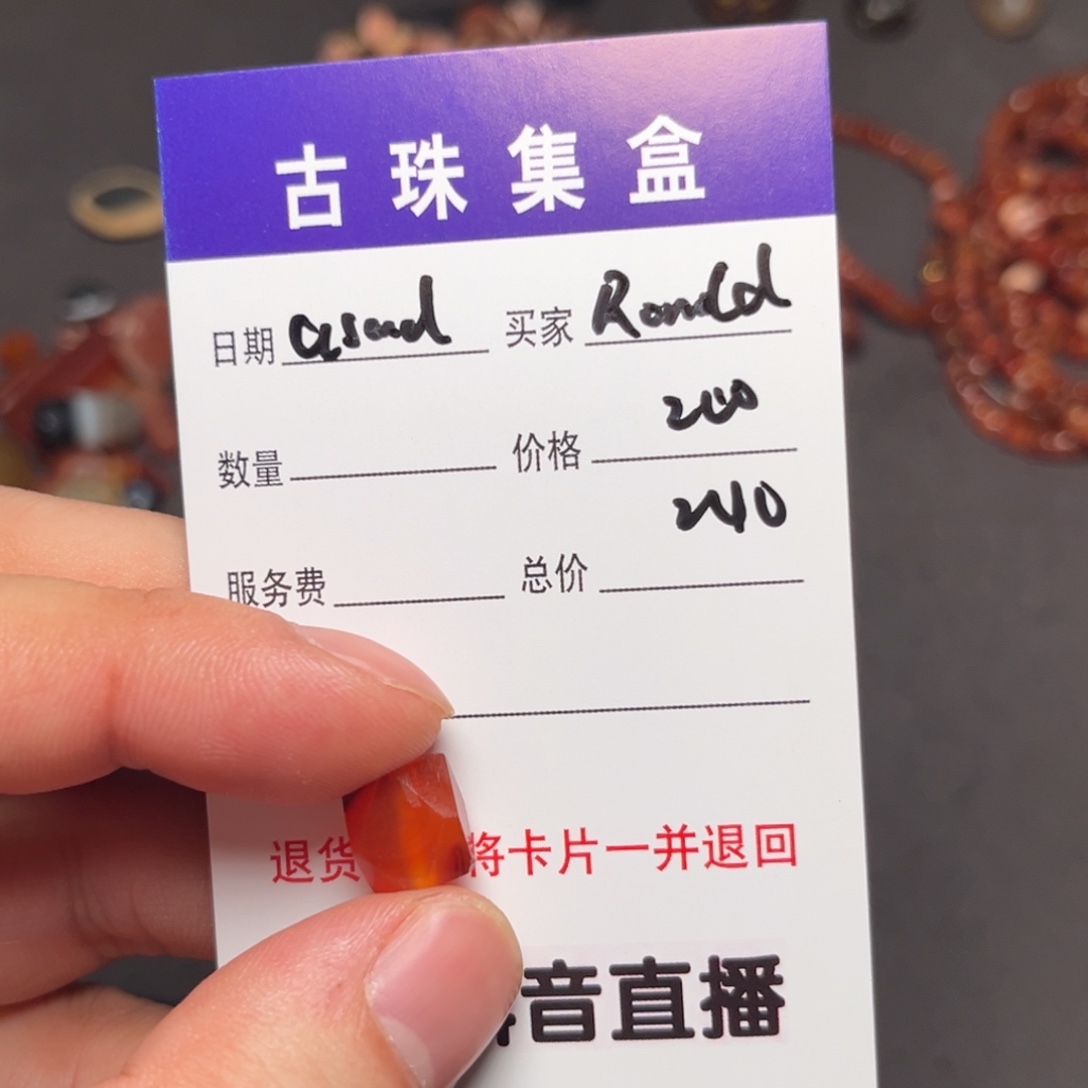 古珠集盒
日期 买家 Ronald
数量 价格 200
240
服务费 总价
退货 将卡片一并退回
音直播